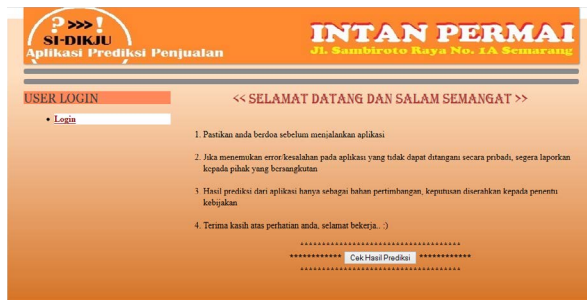 ? >>> !
SI-DIKJU
Aplikasi Prediksi Penjualan
INTAN PERMAI
Jl. Sambiroto Raya No. 1A Semarang
USER LOGIN
Login
<< SELAMAT DATANG DAN SALAM SEMANGAT >>
1. Pastikan anda berdoa sebelum menjalankan aplikasi
2. Jika menemukan error/kesalahan pada aplikasi yang tidak dapat ditangani secara pribadi, segera laporkan
kepada pihak yang bersangkutan
3. Hasil prediksi dari aplikasi hanya sebagai bahan pertimbangan, keputusan diserahkan kepada penentu
kebijakan
4. Terima kasih atas perhatian anda, selamat bekerja.. :)
************************************
************ Cek Hasil Prediksi ************
************************************